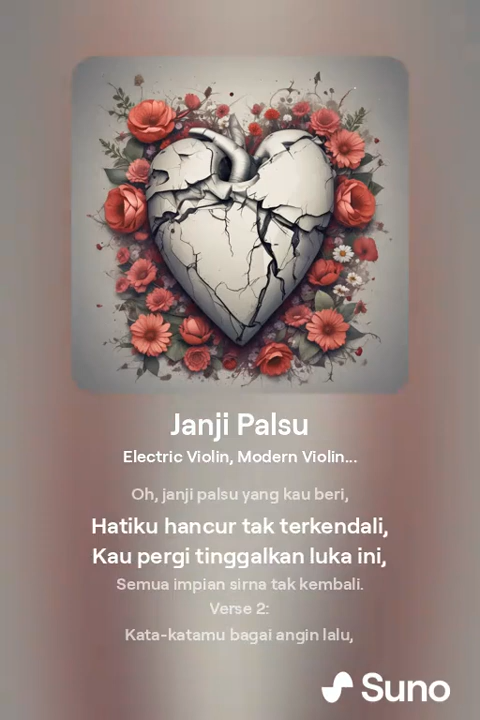 Janji Palsu
Electric Violin, Modern Violin...
Oh, janji palsu yang kau beri,
Hatiku hancur tak terkendali,
Kau pergi tinggalkan luka ini,
Semua impian sirna tak kembali.
Verse 2:
Kata-katamu bagai angin lalu,
Suno